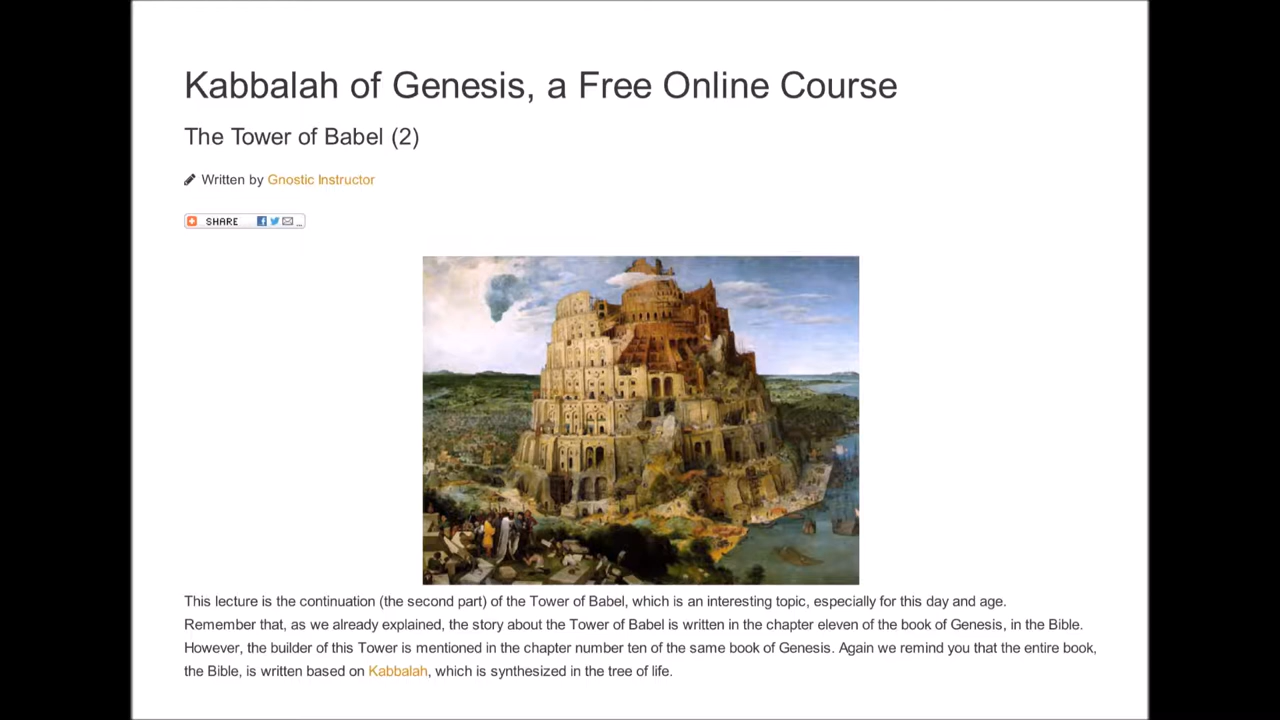 Kabbalah of Genesis, a Free Online Course
The Tower of Babel (2)
Written by Gnostic Instructor
SHARE ...
This lecture is the continuation (the second part) of the Tower of Babel, which is an interesting topic, especially for this day and age.
Remember that, as we already explained, the story about the Tower of Babel is written in the chapter eleven of the book of Genesis, in the Bible.
However, the builder of this Tower is mentioned in the chapter number ten of the same book of Genesis. Again we remind you that the entire book,
the Bible, is written based on Kabbalah, which is synthesized in the tree of life.